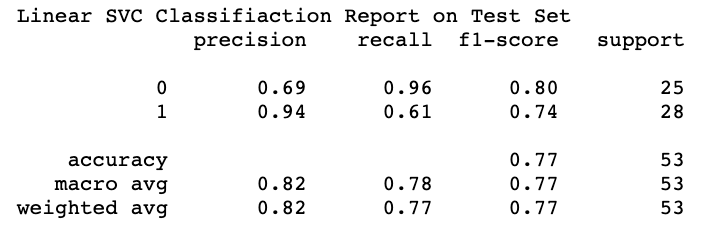 Linear SVC Classifiaction Report on Test Set
precision recall f1-score support
0 0.69 0.96 0.80 25
1 0.94 0.61 0.74 28
accuracy 0.77 53
macro avg 0.82 0.78 0.77 53
weighted avg 0.82 0.77 0.77 53